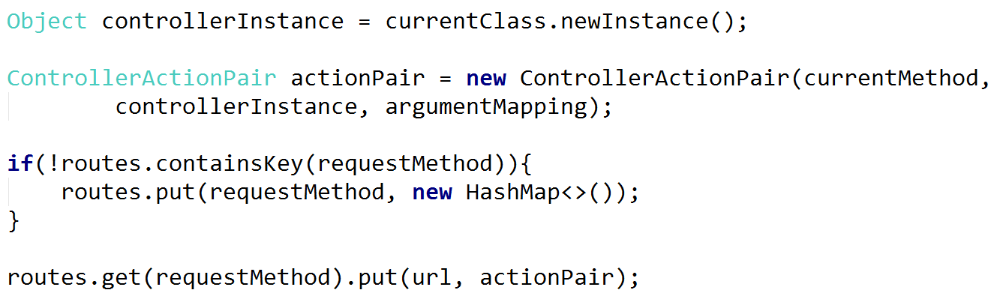 Object controllerInstance = currentClass.newInstance();
ControllerActionPair actionPair = new ControllerActionPair(currentMethod,
        controllerInstance, argumentMapping);
if(!routes.containsKey(requestMethod)){
    routes.put(requestMethod, new HashMap<>());
}
routes.get(requestMethod).put(url, actionPair);